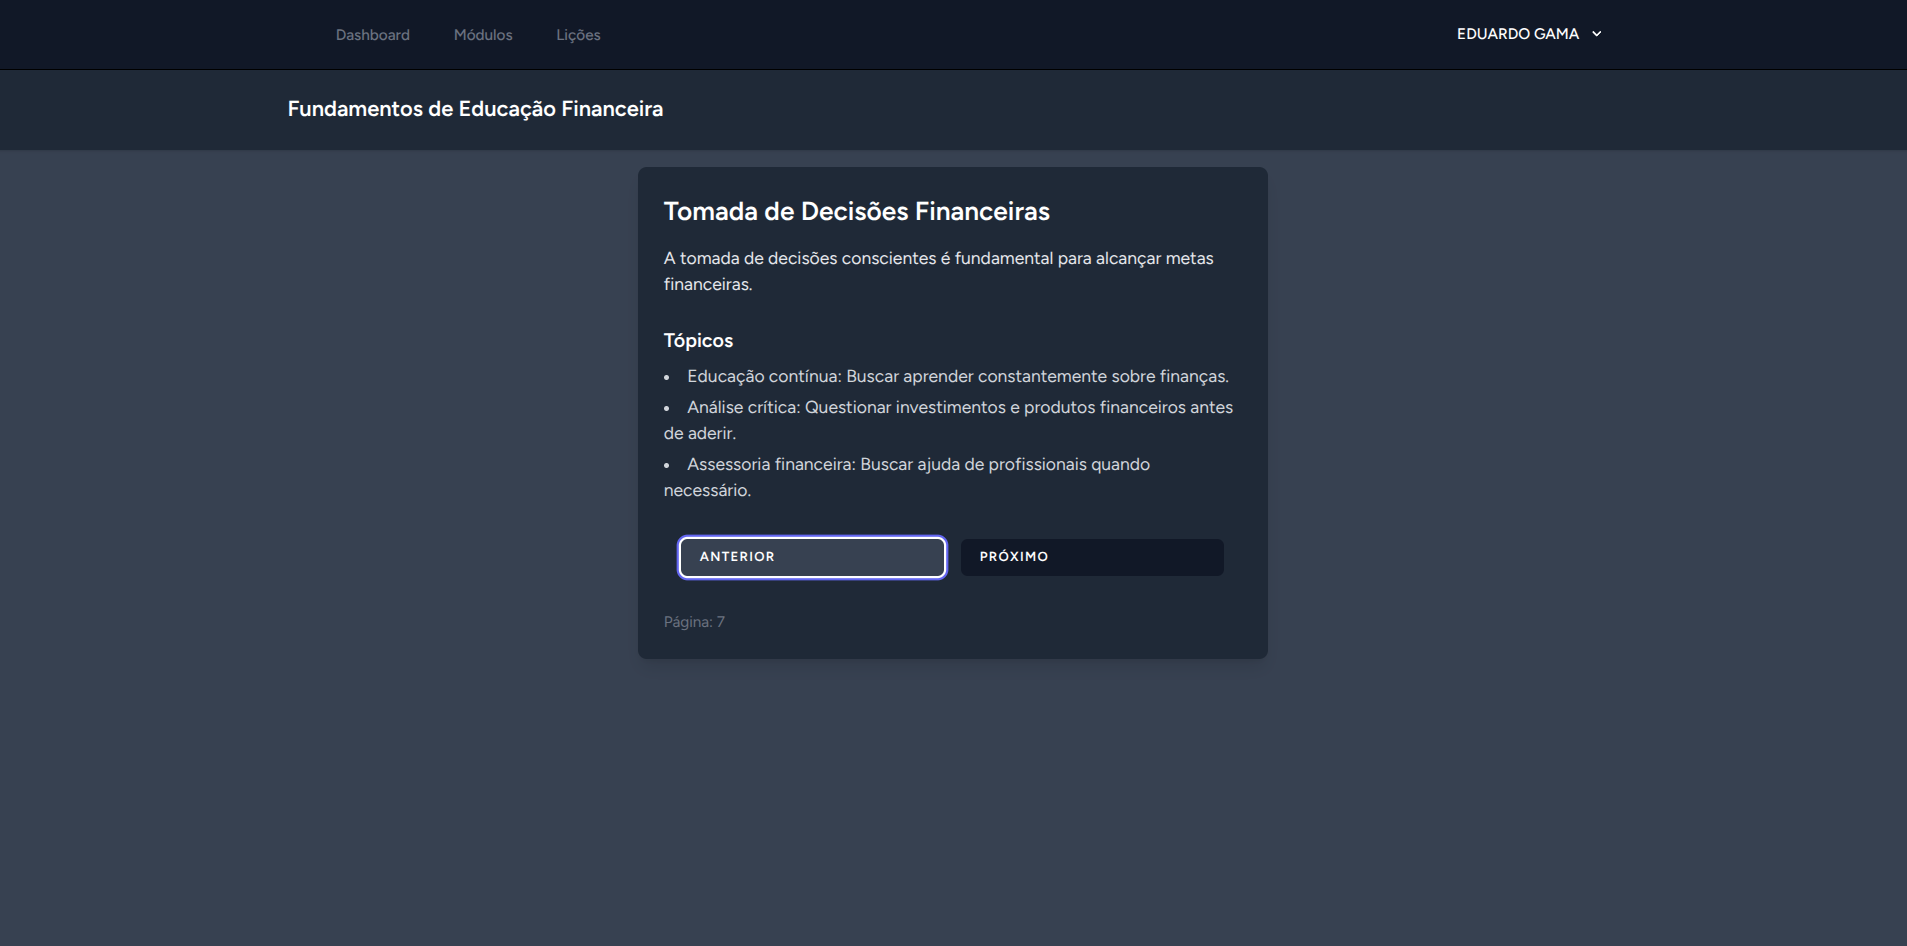 Dashboard Módulos Lições EDUARDO GAMA
Fundamentos de Educação Financeira
Tomada de Decisões Financeiras
A tomada de decisões conscientes é fundamental para alcançar metas
financeiras.
Tópicos
• Educação contínua: Buscar aprender constantemente sobre finanças.
• Análise crítica: Questionar investimentos e produtos financeiros antes
de aderir.
• Assessoria financeira: Buscar ajuda de profissionais quando
necessário.
ANTERIOR PRÓXIMO
Página: 7